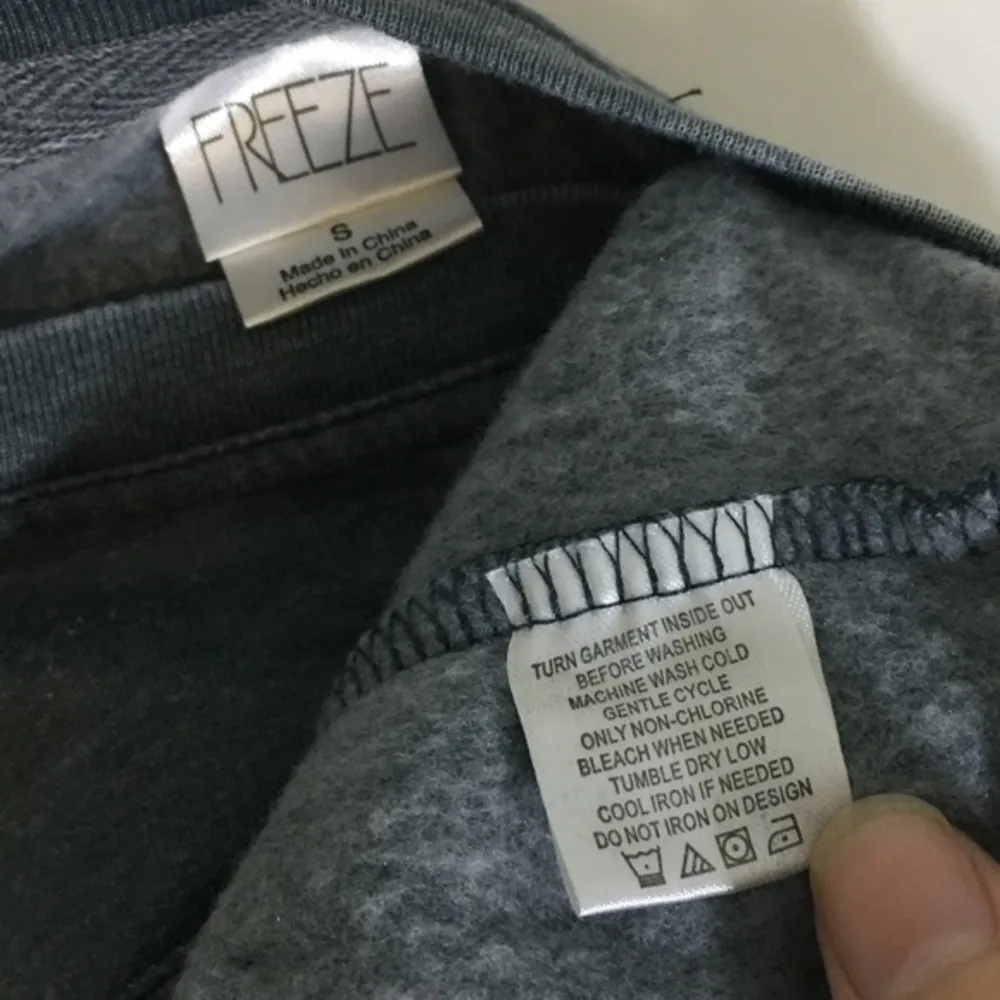 FREEZE
S
Made in China
Hecho en China
TURN GARMENT INSIDE OUT
BEFORE WASHING
MACHINE WASH COLD
GENTLE CYCLE
ONLY NON-CHLORINE
BLEACH WHEN NEEDED
TUMBLE DRY LOW
COOL IRON IF NEEDED
DO NOT IRON ON DESIGN